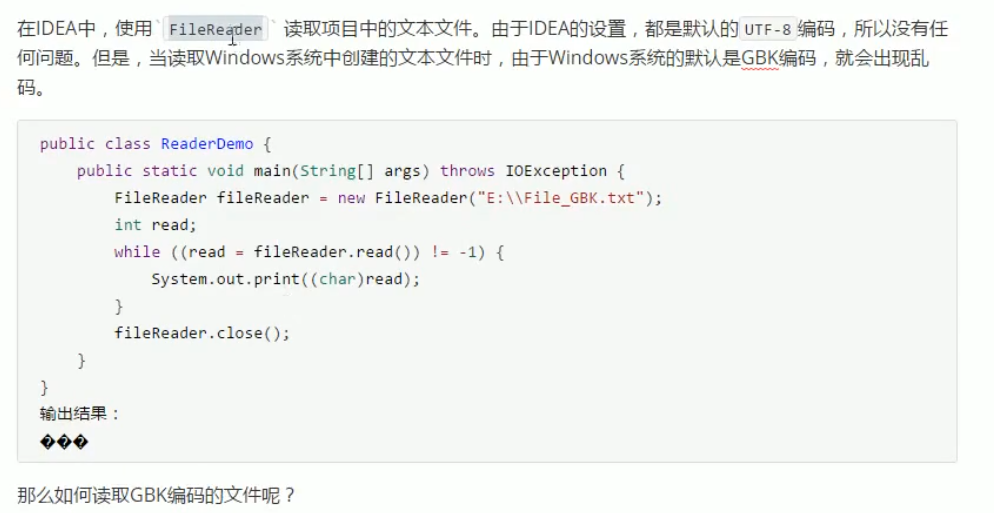 在IDEA中，使用` FileReader ` 读取项目中的文本文件。由于IDEA的设置，都是默认的 UTF-8 编码，所以没有任
何问题。但是，当读取Windows系统中创建的文本文件时，由于Windows系统的默认是GBK编码，就会出现乱
码。
public class ReaderDemo {
    public static void main(String[] args) throws IOException {
        FileReader fileReader = new FileReader("E:\\File_GBK.txt");
        int read;
        while ((read = fileReader.read()) != -1) {
            System.out.print((char)read);
        }
        fileReader.close();
    }
}
输出结果：
���
那么如何读取GBK编码的文件呢？